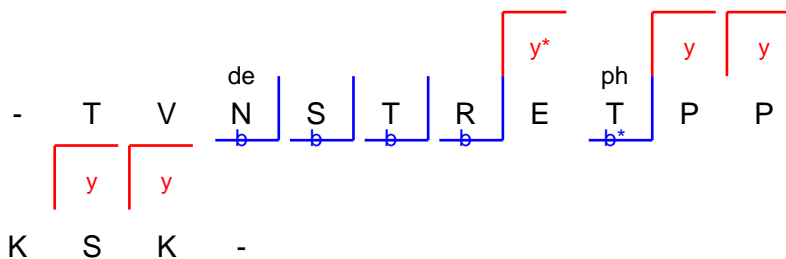 y*
de ph y y
- T V N S T R E T P P
b b b b b*
y y
K S K -